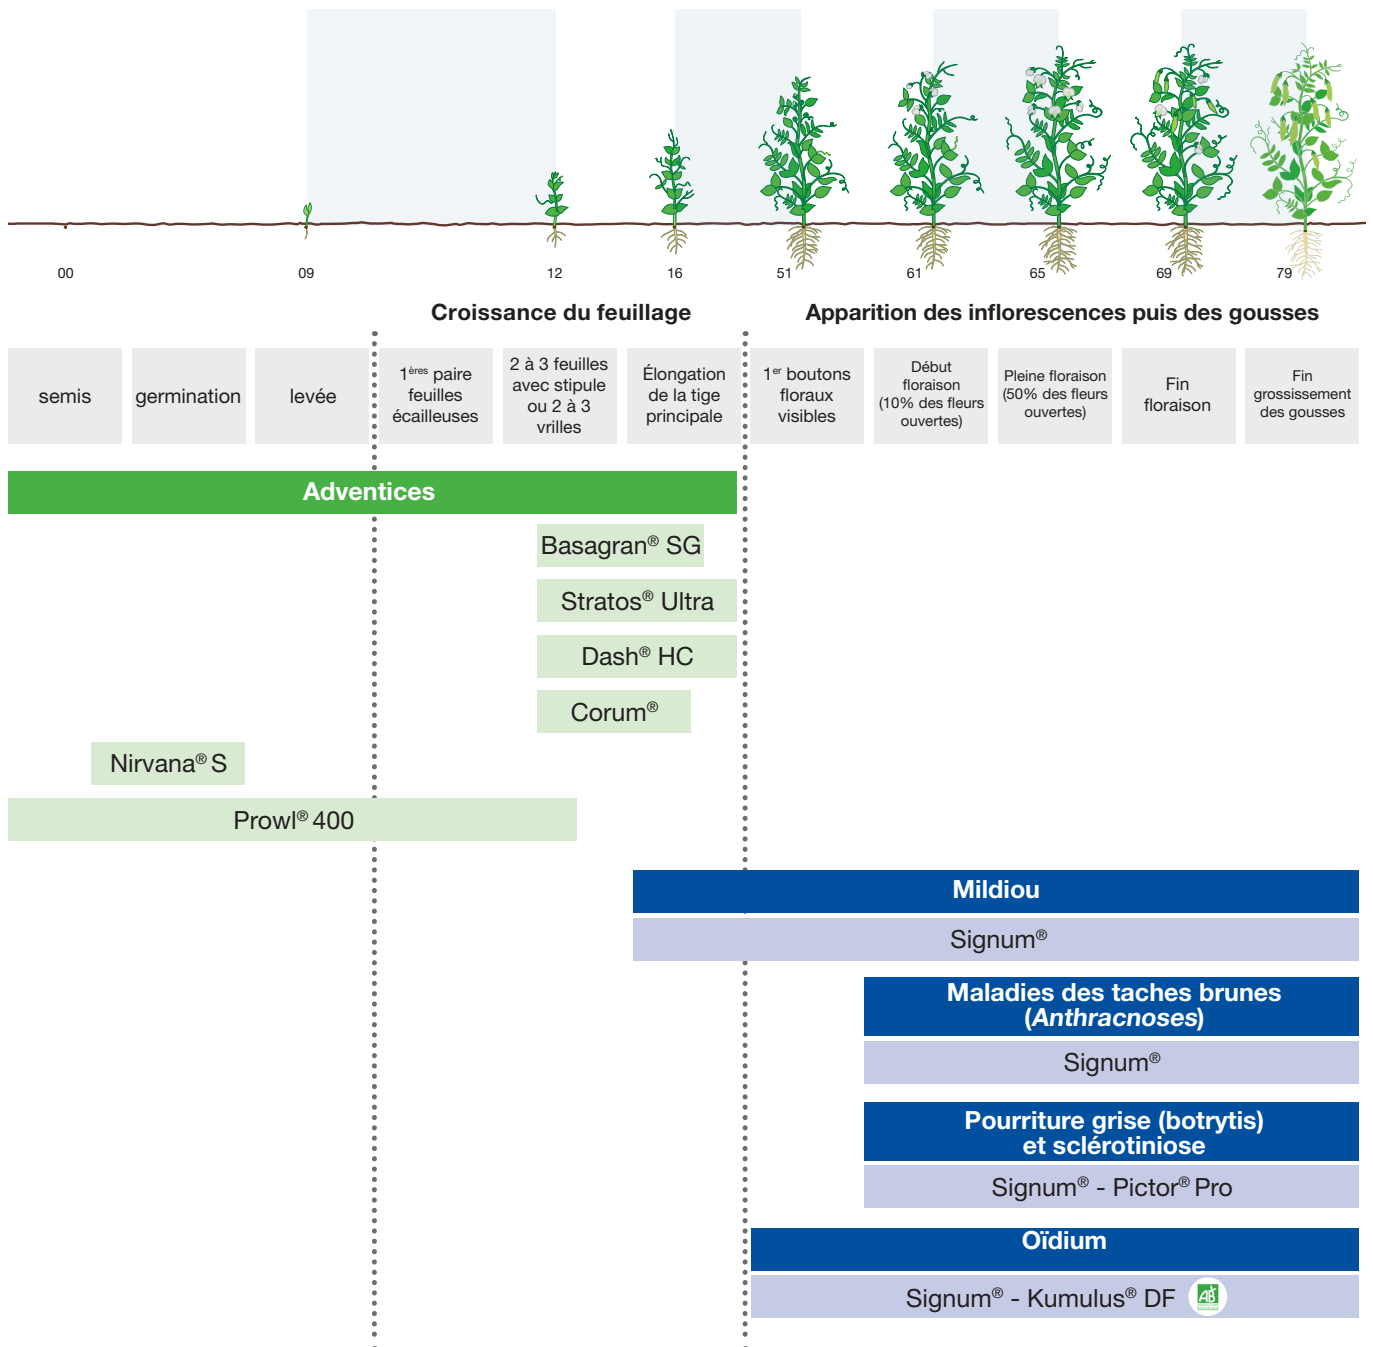 00 09 12 16 51 61 65 69 79
Croissance du feuillage
Apparition des inflorescences puis des gousses
semis
germination
levée
1ères paire
feuilles
écailleuses
2 à 3 feuilles
avec stipule
ou 2 à 3
vrilles
Élongation
de la tige
principale
1er boutons
floraux
visibles
Début
floraison
(10% des fleurs
ouvertes)
Pleine floraison
(50% des fleurs
ouvertes)
Fin
floraison
Fin
grossissement
des gousses
Adventices
Basagran® SG
Stratos® Ultra
Dash® HC
Corum®
Nirvana® S
Prowl® 400
Mildiou
Signum®
Maladies des taches brunes
(Anthracnoses)
Signum®
Pourriture grise (botrytis)
et sclérotiniose
Signum® - Pictor® Pro
Oïdium
Signum® - Kumulus® DF
AB